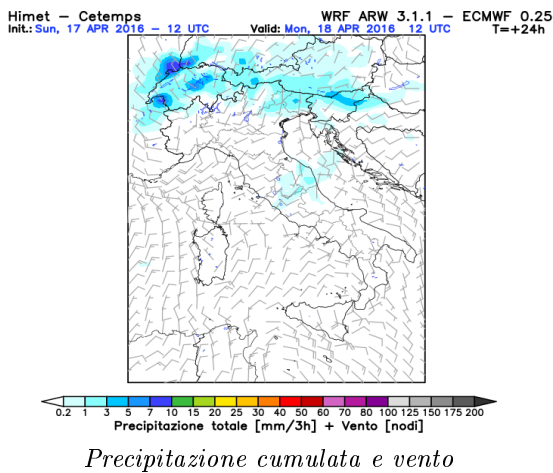 Himet – Cetemps WRF ARW 3.1.1 – ECMWF 0.25
Init.: Sun, 17 APR 2016 – 12 UTC Valid: Mon, 18 APR 2016 12 UTC T=+24h
0.2 1 3 5 7 10 15 20 25 30 40 50 60 70 80 100 125 150 175 200
Precipitazione totale [mm/3h] + Vento [nodi]
Precipitazione cumulata e vento